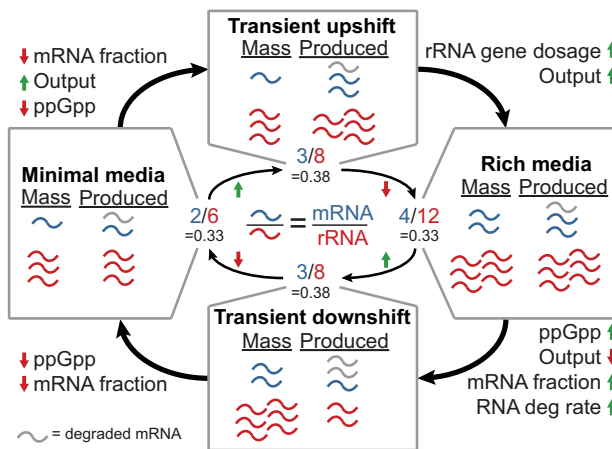 Transient upshift
Mass Produced
↓ mRNA fraction
↑ Output
↓ ppGpp
rRNA gene dosage ↑
Output ↑
3/8
=0.38
Minimal media
Mass Produced
2/6
=0.33
mRNA
rRNA
=
4/12
=0.33
Rich media
Mass Produced
3/8
=0.38
Transient downshift
Mass Produced
↓ ppGpp
↓ mRNA fraction
ppGpp ↑
Output ↓
mRNA fraction ↑
RNA deg rate ↑
= degraded mRNA